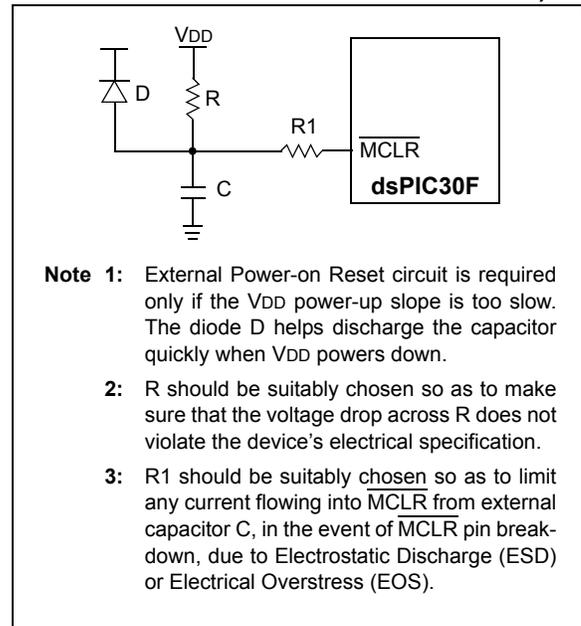 VDD
D
R
R1
MCLR
dsPIC30F
C
Note 1: External Power-on Reset circuit is required
only if the VDD power-up slope is too slow.
The diode D helps discharge the capacitor
quickly when VDD powers down.
2: R should be suitably chosen so as to make
sure that the voltage drop across R does not
violate the device's electrical specification.
3: R1 should be suitably chosen so as to limit
any current flowing into MCLR from external
capacitor C, in the event of MCLR pin break-
down, due to Electrostatic Discharge (ESD)
or Electrical Overstress (EOS).